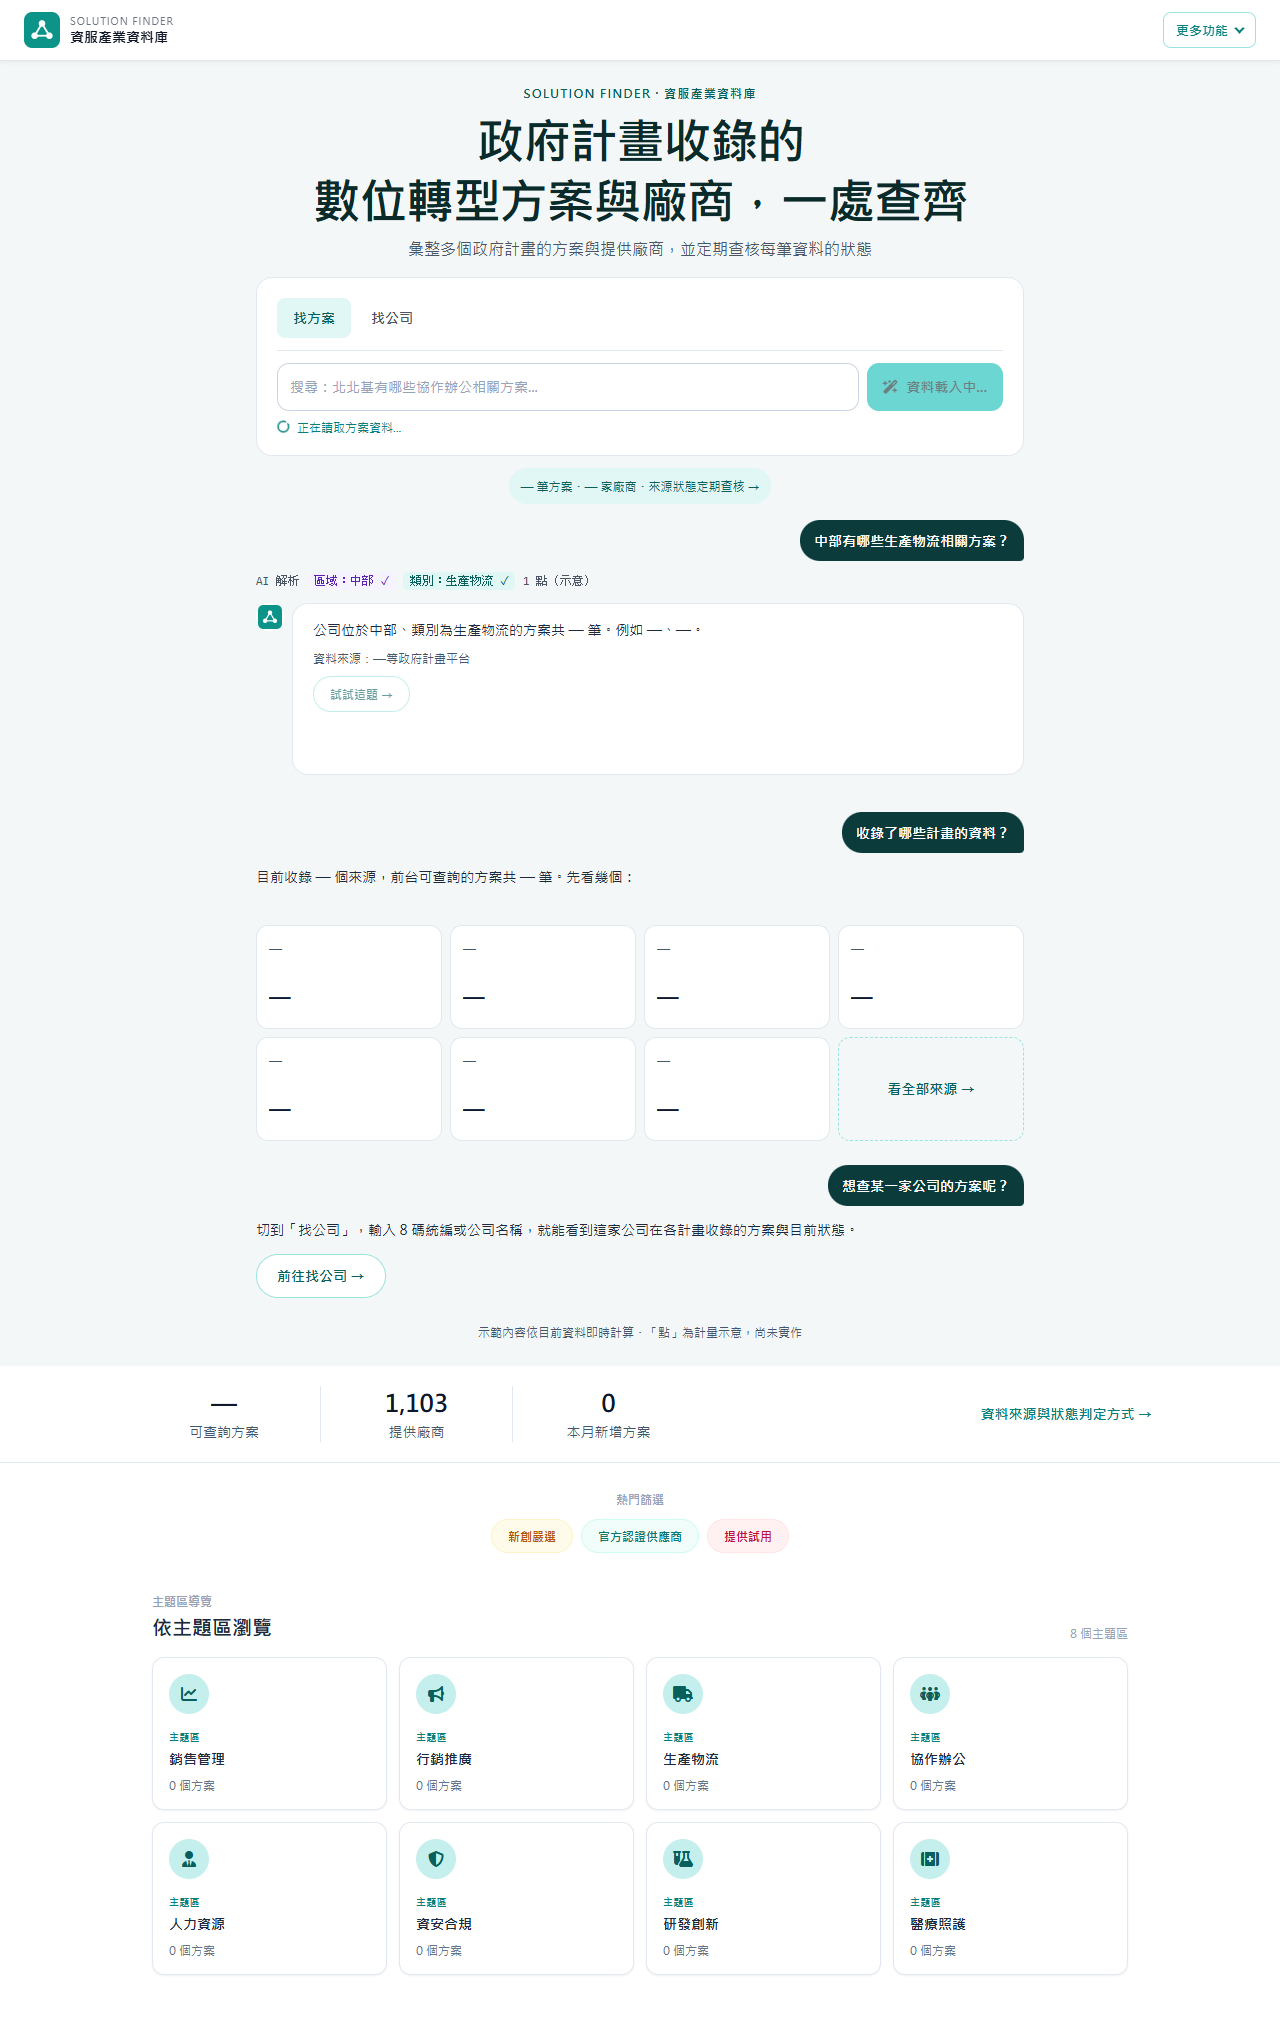 SOLUTION FINDER
資服產業資料庫
更多功能
SOLUTION FINDER · 資服產業資料庫
政府計畫收錄的
數位轉型方案與廠商，一處查齊
彙整多個政府計畫的方案與提供廠商，並定期查核每筆資料的狀態
找方案 找公司
搜尋：北北基有哪些協作辦公相關方案... 資料載入中...
正在讀取方案資料...
— 筆方案 · — 家廠商 · 來源狀態定期查核 →
中部有哪些生產物流相關方案？
AI 解析 區域：中部 ✓ 類別：生產物流 ✓ 1 點（示意）
公司位於中部、類別為生產物流的方案共 — 筆。例如 —、—。
資料來源：—等政府計畫平台
試試這題 →
收錄了哪些計畫的資料？
目前收錄 — 個來源，前台可查詢的方案共 — 筆。先看幾個：
— — — —
— — — —
— — — 看全部來源 →
— — —
想查某一家公司的方案呢？
切到「找公司」，輸入 8 碼統編或公司名稱，就能看到這家公司在各計畫收錄的方案與目前狀態。
前往找公司 →
示範內容依目前資料即時計算 · 「點」為計量示意，尚未實作
— 1,103 0
可查詢方案 提供廠商 本月新增方案 資料來源與狀態判定方式 →
熱門篩選
新創嚴選 官方認證供應商 提供試用
主題區導覽
依主題區瀏覽
8 個主題區
主題區 主題區 主題區 主題區
銷售管理 行銷推廣 生產物流 協作辦公
0 個方案 0 個方案 0 個方案 0 個方案
主題區 主題區 主題區 主題區
人力資源 資安合規 研發創新 醫療照護
0 個方案 0 個方案 0 個方案 0 個方案